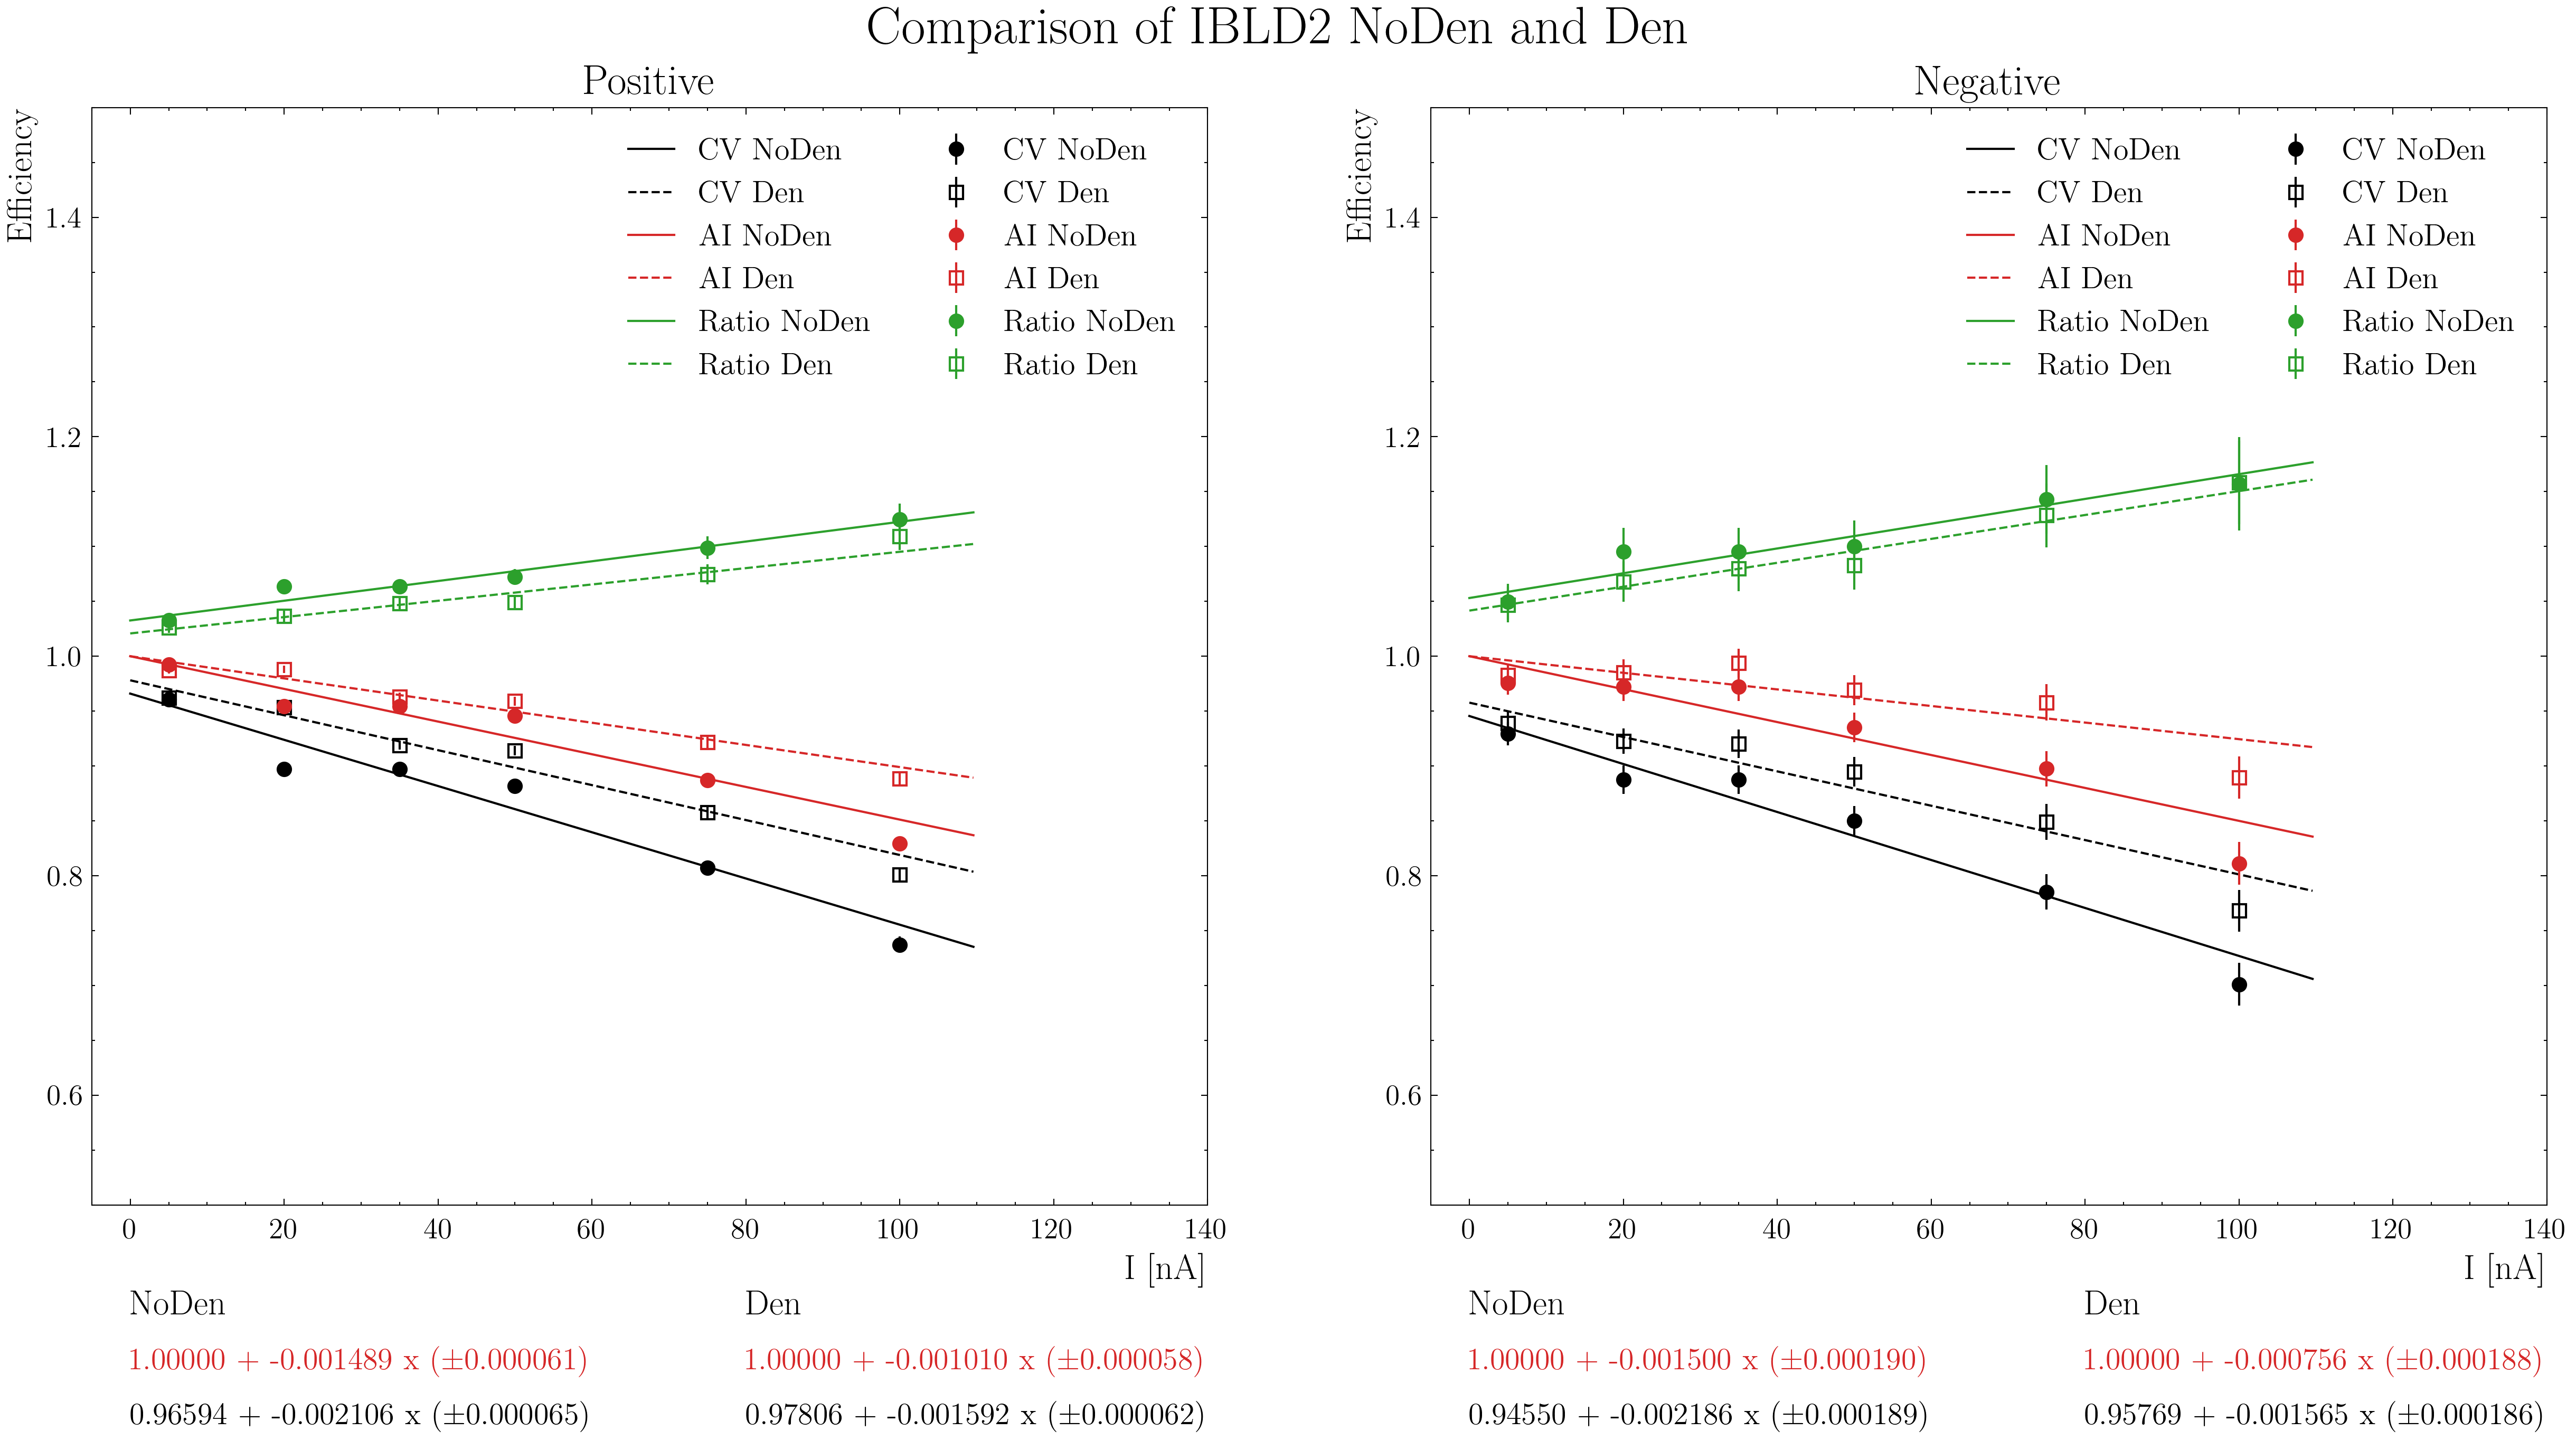 Comparison of IBLD2 NoDen and Den
Positive
Efficiency
CV NoDen
CV Den
AI NoDen
AI Den
Ratio NoDen
Ratio Den
CV NoDen
CV Den
AI NoDen
AI Den
Ratio NoDen
Ratio Den
1.4
1.2
1.0
0.8
0.6
0 20 40 60 80 100 120 140
I [nA]
NoDen
1.00000 + -0.001489 x (±0.000061)
0.96594 + -0.002106 x (±0.000065)
Den
1.00000 + -0.001010 x (±0.000058)
0.97806 + -0.001592 x (±0.000062)
Negative
Efficiency
CV NoDen
CV Den
AI NoDen
AI Den
Ratio NoDen
Ratio Den
CV NoDen
CV Den
AI NoDen
AI Den
Ratio NoDen
Ratio Den
1.4
1.2
1.0
0.8
0.6
0 20 40 60 80 100 120 140
I [nA]
NoDen
1.00000 + -0.001500 x (±0.000190)
0.94550 + -0.002186 x (±0.000189)
Den
1.00000 + -0.000756 x (±0.000188)
0.95769 + -0.001565 x (±0.000186)